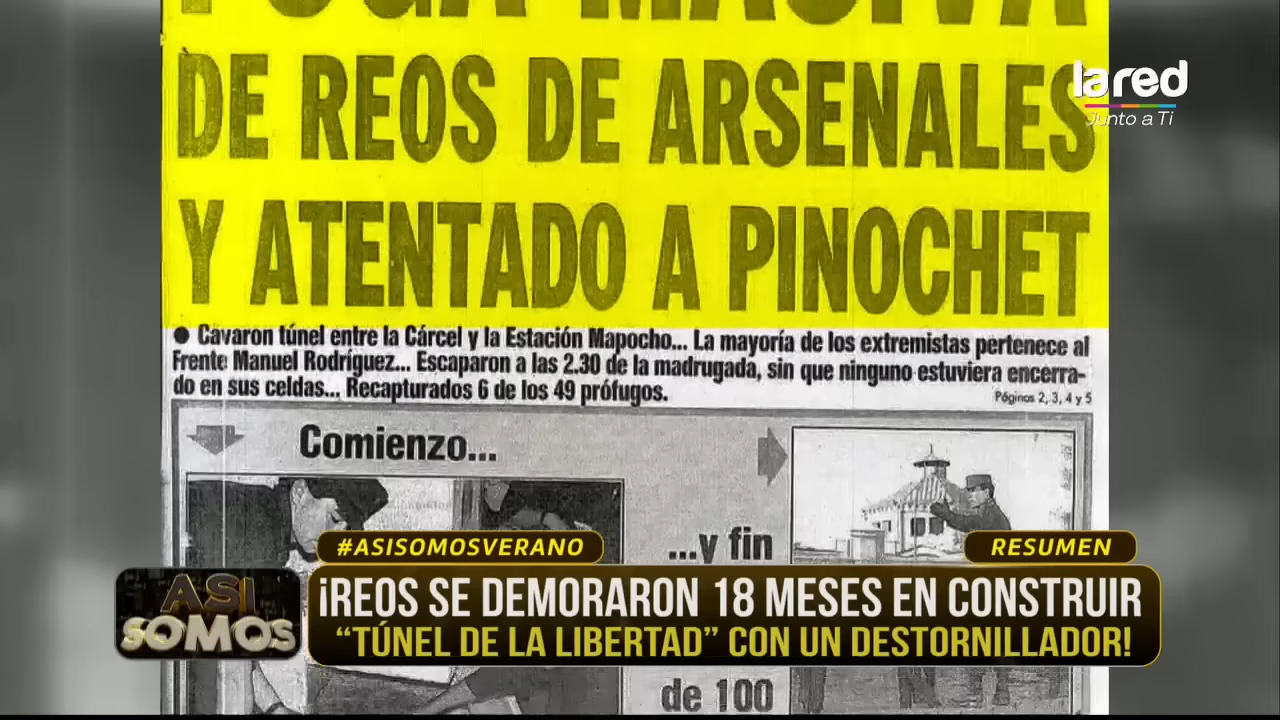 FUGA MASIVA
DE REOS DE ARSENALES
Y ATENTADO A PINOCHET
la red
Junto a Ti
● Cavaron túnel entre la Cárcel y la Estación Mapocho... La mayoría de los extremistas pertenece al
Frente Manuel Rodríguez... Escaparon a las 2.30 de la madrugada, sin que ninguno estuviera encerra-
do en sus celdas... Recapturados 6 de los 49 prófugos.
Páginas 2, 3, 4 y 5
Comienzo...
...y fin
de 100
#ASISOMOSVERANO
RESUMEN
ASI
SOMOS
¡REOS SE DEMORARON 18 MESES EN CONSTRUIR
“TÚNEL DE LA LIBERTAD” CON UN DESTORNILLADOR!